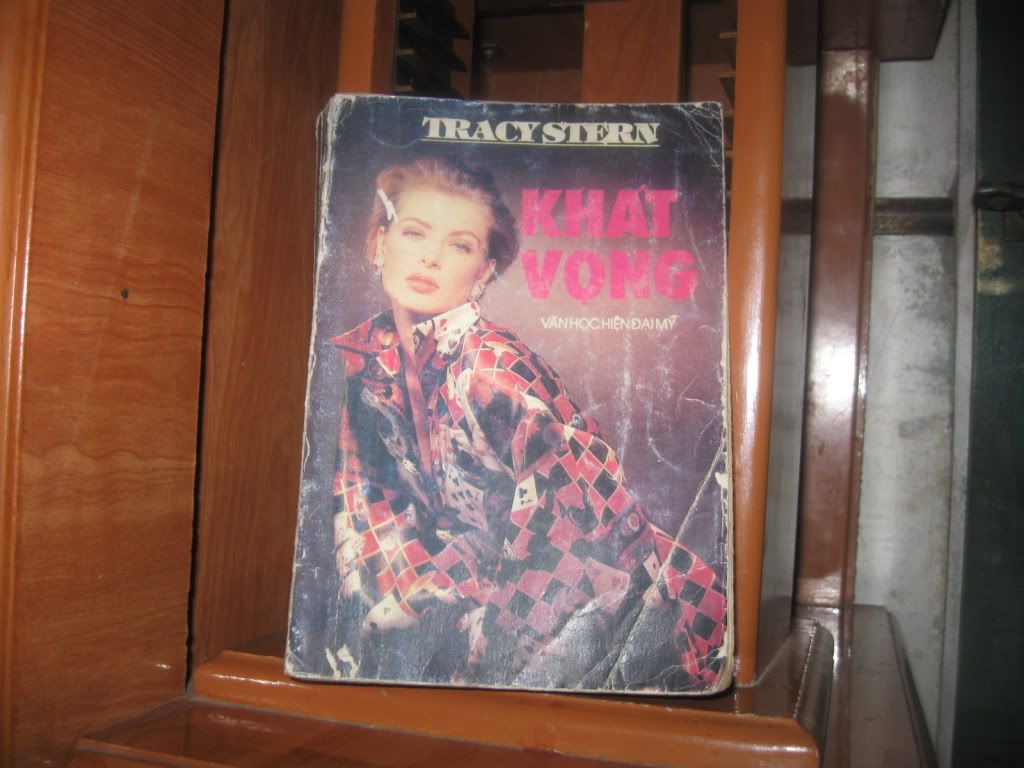 TRACY STERN
KHÁT
VỌNG
VĂN HỌC HIỆN ĐẠI MỸ